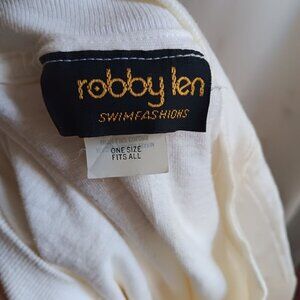 robby len
SWIMFASHIONS
ONE SIZE
FITS ALL